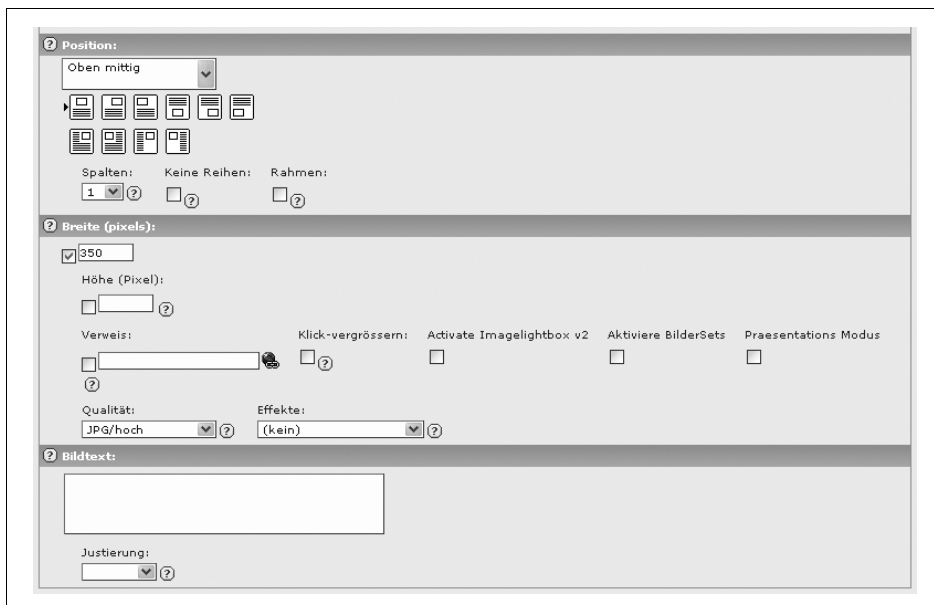 Position:
Oben mittig
Spalten: Keine Reihen: Rahmen:
1
Breite (pixels):
350
Höhe (Pixel):
Verweis: Klick-vergrössern: Activate Imagelightbox v2 Aktiviere BilderSets Praesentations Modus
Qualität: Effekte:
JPG/hoch (kein)
Bildtext:
Justierung: